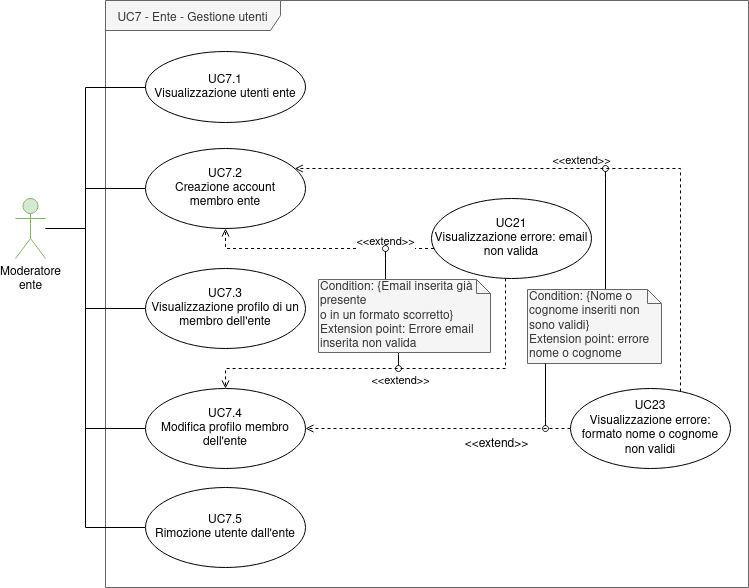 UC7 - Ente - Gestione utenti
UC7.1
Visualizzazione utenti ente
<<extend>>
UC7.2
Creazione account
membro ente
UC21
Visualizzazione errore: email
non valida
<<extend>>
Moderatore
ente
UC7.3
Visualizzazione profilo di un
membro dell'ente
Condition: {Email inserita già
presente
o in un formato scorretto}
Extension point: Errore email
inserita non valida
Condition: {Nome o
cognome inseriti non
sono validi}
Extension point: errore
nome o cognome
<<extend>>
UC7.4
Modifica profilo membro
dell'ente
<<extend>>
UC23
Visualizzazione errore:
formato nome o cognome
non validi
UC7.5
Rimozione utente dall'ente